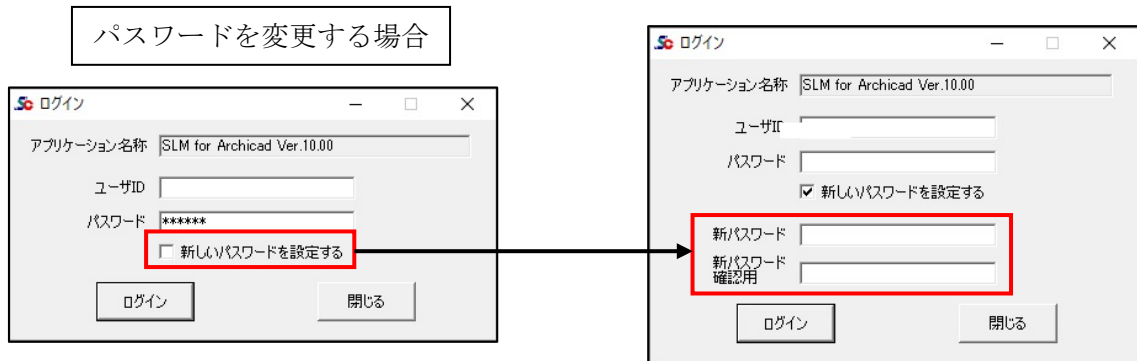 パスワードを変更する場合
Sc ログイン
アプリケーション名称 SLM for Archicad Ver.10.00
ユーザID
パスワード ******
新しいパスワードを設定する
ログイン 閉じる
Sc ログイン
アプリケーション名称 SLM for Archicad Ver.10.00
ユーザID
パスワード
新しいパスワードを設定する
新パスワード
新パスワード
確認用
ログイン 閉じる